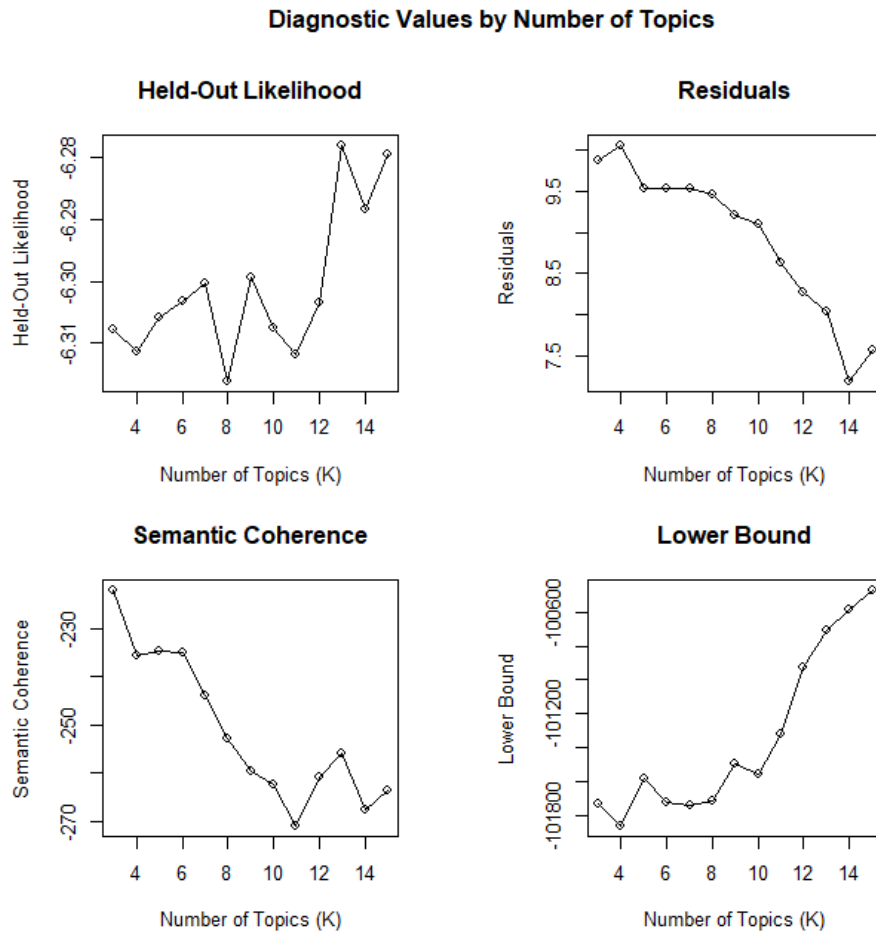 Diagnostic Values by Number of Topics
Held-Out Likelihood
Held-Out Likelihood
-6.28
-6.29
-6.30
-6.31
4 6 8 10 12 14
Number of Topics (K)
Residuals
Residuals
9.5
8.5
7.5
4 6 8 10 12 14
Number of Topics (K)
Semantic Coherence
Semantic Coherence
-230
-250
-270
4 6 8 10 12 14
Number of Topics (K)
Lower Bound
Lower Bound
-100600
-101200
-101800
4 6 8 10 12 14
Number of Topics (K)